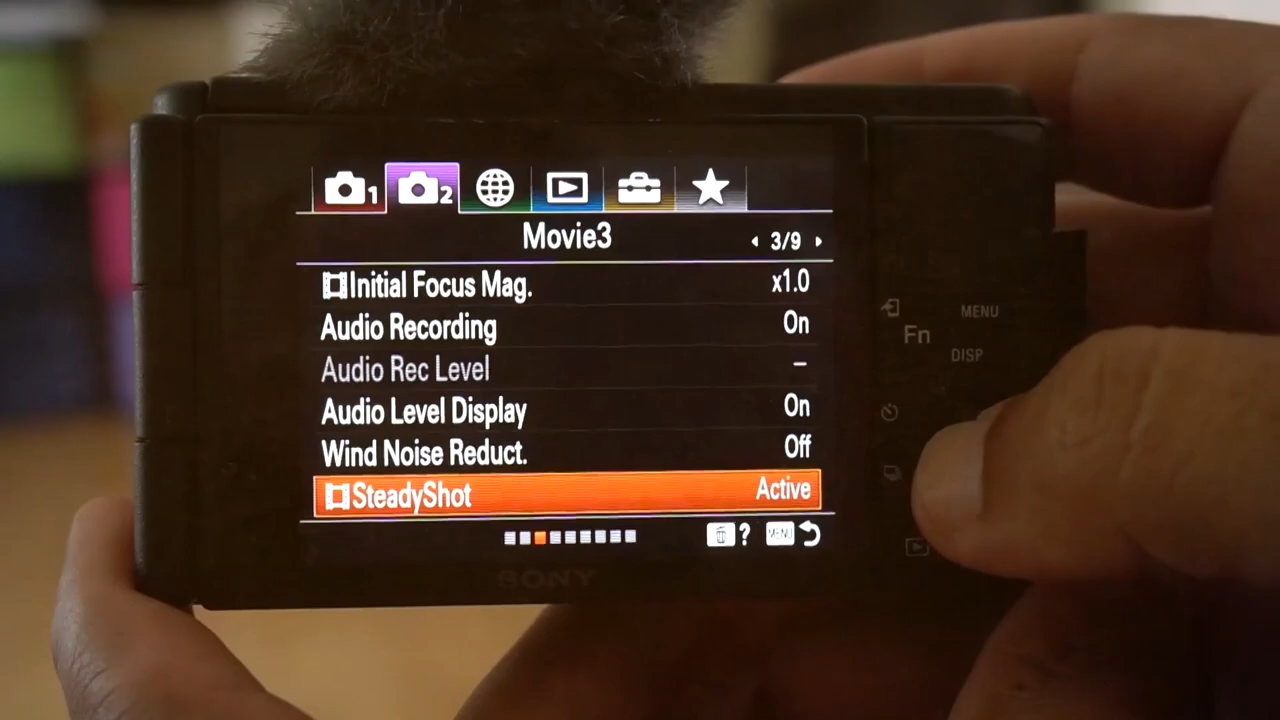 1 2
Movie3 3/9
Initial Focus Mag. x1.0
Audio Recording On
Audio Rec Level –
Audio Level Display On
Wind Noise Reduct. Off
SteadyShot Active
? MENU
SONY
MENU
Fn
DISP